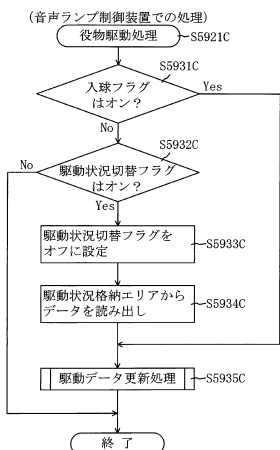 (音声ランプ制御装置での処理)
役物駆動処理 S5921C
S5931C
入球フラグ
はオン?
Yes
No
S5932C
No
駆動状況切替フラグ
はオン?
Yes
駆動状況切替フラグを
オフに設定
S5933C
駆動状況格納エリアから
データを読み出し
S5934C
駆動データ更新処理 S5935C
終了